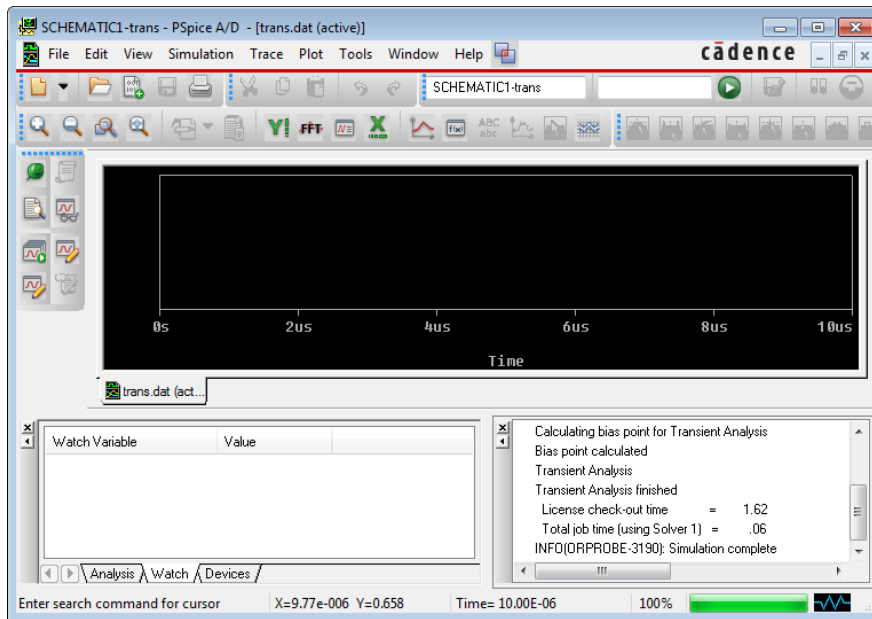 SCHEMATIC1-trans - PSpice A/D - [trans.dat (active)]
File Edit View Simulation Trace Plot Tools Window Help cādence
SCHEMATIC1-trans
FFT ABC abc f(x)
0s 2us 4us 6us 8us 10us
Time
trans.dat (act...
Watch Variable Value
Analysis Watch Devices
Calculating bias point for Transient Analysis
Bias point calculated
Transient Analysis
Transient Analysis finished
License check-out time = 1.62
Total job time (using Solver 1) = .06
INFO(ORPROBE-3190): Simulation complete
Enter search command for cursor X=9.77e-006 Y=0.658 Time= 10.00E-06 100%